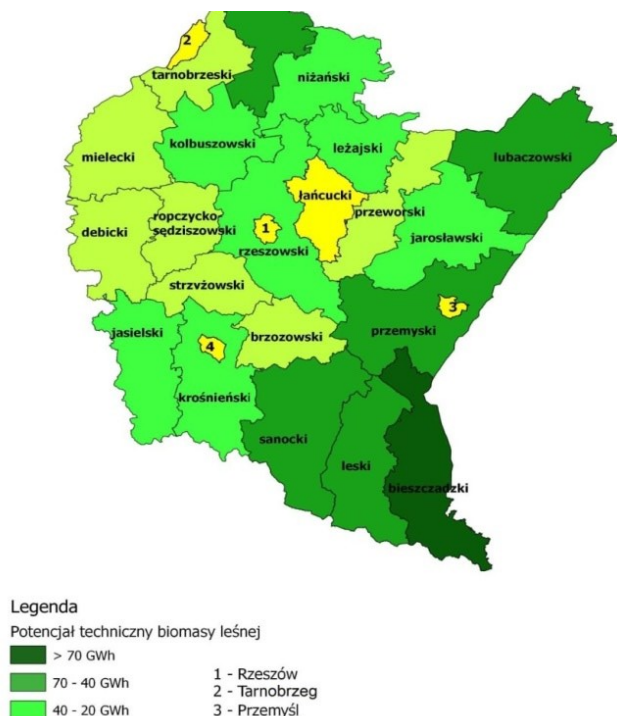 2
tarnobrzeski
niżański
kolbuszowski
leżajski
mielecki
lubaczowski
łańcucki
ropczycko
sędziszowski
przeworski
debicki
1
rzeszowski
jarosławski
strzyżowski
3
jasielski
4
brzozowski
przemyski
krośnieński
sanocki
leski
bieszczadzki
Legenda
Potencjał techniczny biomasy leśnej
> 70 GWh
70 - 40 GWh
40 - 20 GWh
1 - Rzeszów
2 - Tarnobrzeg
3 - Przemyśl